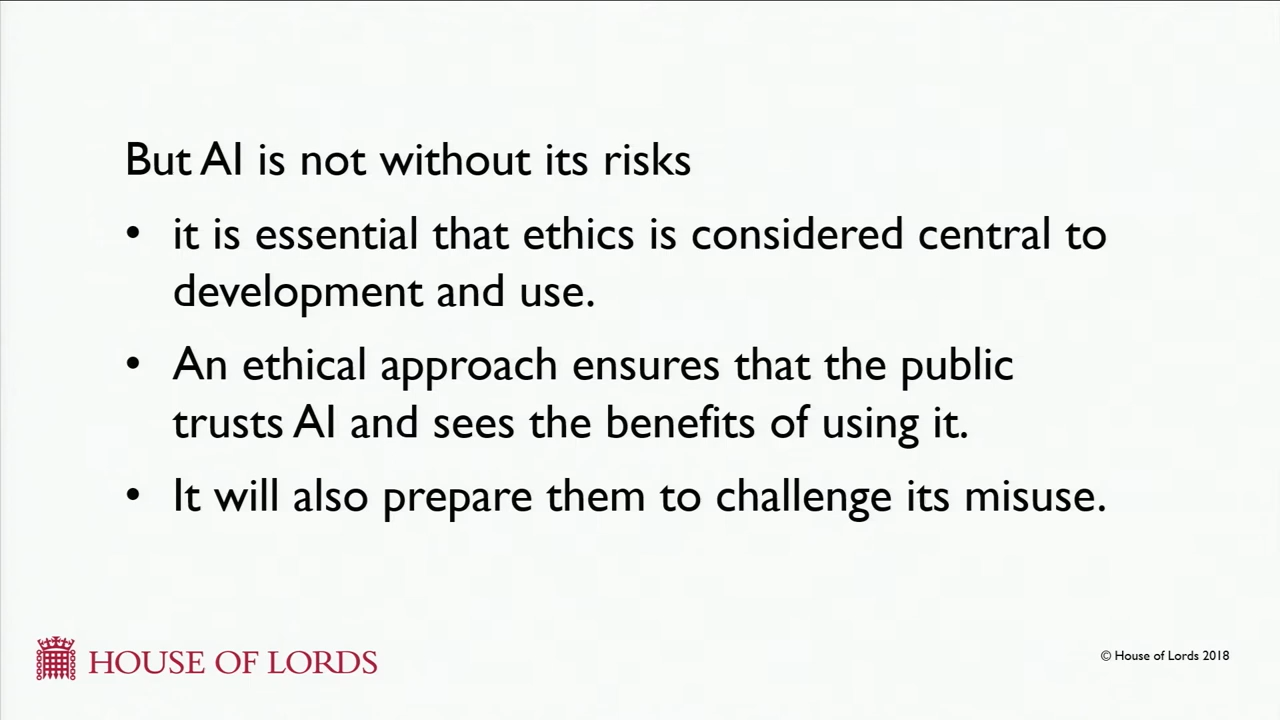 But AI is not without its risks
• it is essential that ethics is considered central to
development and use.
• An ethical approach ensures that the public
trusts AI and sees the benefits of using it.
• It will also prepare them to challenge its misuse.
HOUSE OF LORDS
© House of Lords 2018